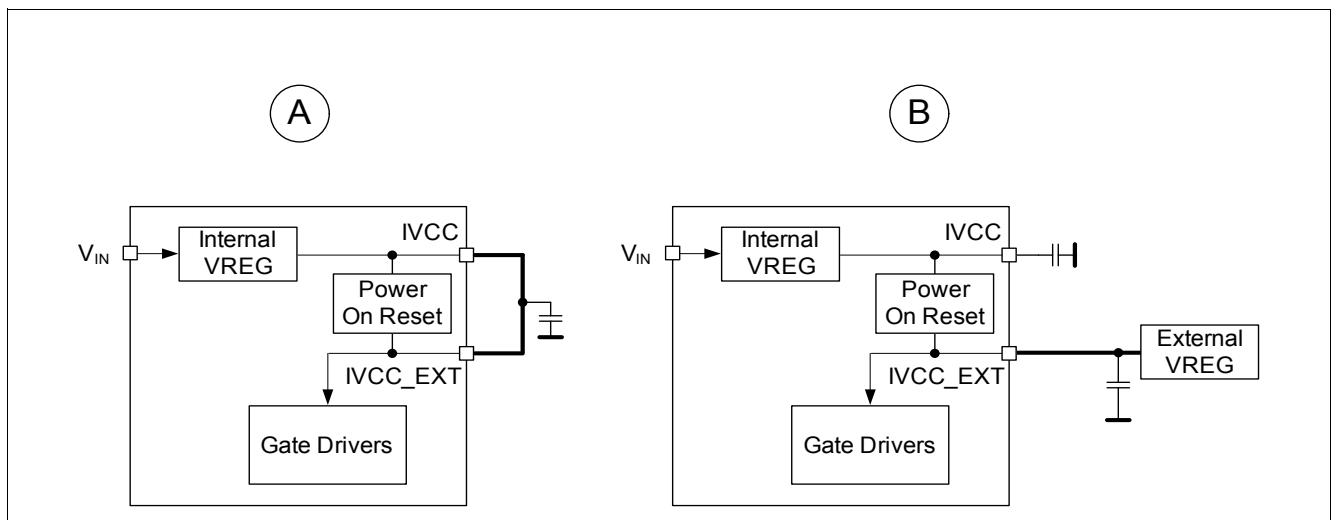 A
V_IN
Internal
VREG
IVCC
Power
On Reset
IVCC_EXT
Gate Drivers
B
V_IN
Internal
VREG
IVCC
Power
On Reset
IVCC_EXT
External
VREG
Gate Drivers